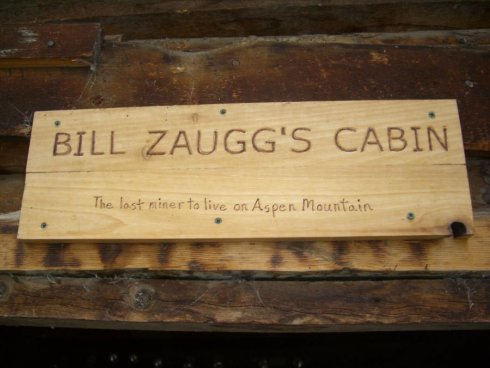 BILL ZAUGG'S CABIN
The last miner to live on Aspen Mountain